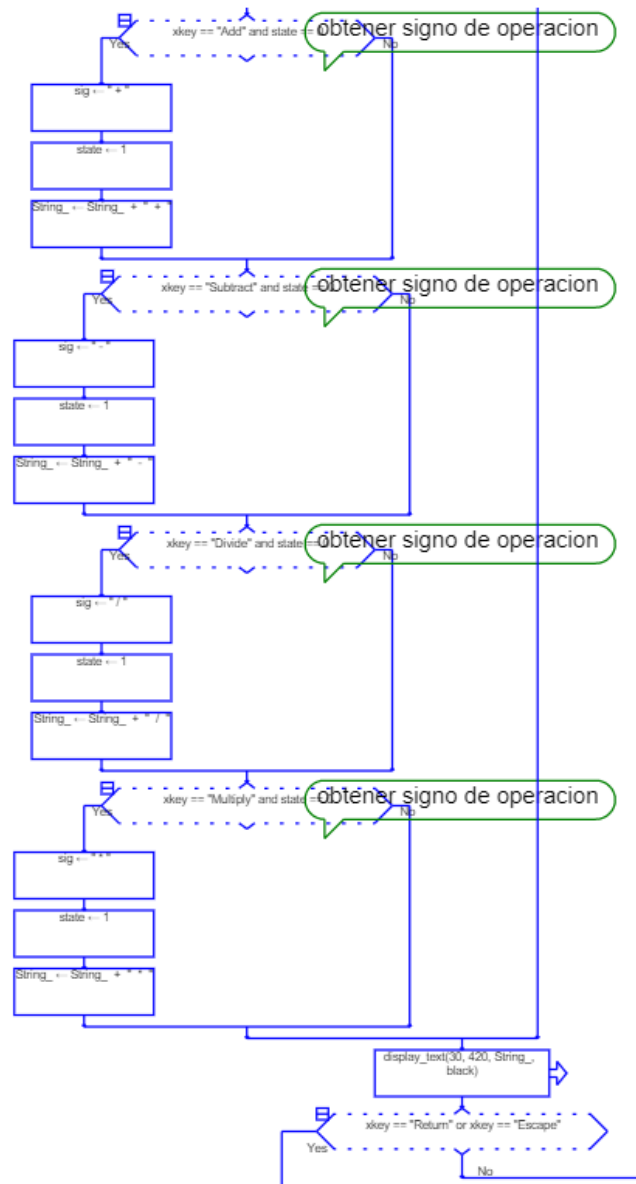 xkey == "Add" and state ==
obtener signo de operacion
Yes
No
sig ← "+"
state ← 1
String_ ← String_ + " + "
xkey == "Subtract" and state ==
obtener signo de operacion
Yes
No
sig ← "-"
state ← 1
String_ ← String_ + " - "
xkey == "Divide" and state ==
obtener signo de operacion
Yes
No
sig ← "/"
state ← 1
String_ ← String_ + " / "
xkey == "Multiply" and state ==
obtener signo de operacion
Yes
No
sig ← "*"
state ← 1
String_ ← String_ + " * "
display_text(30, 420, String_,
black)
xkey == "Return" or xkey == "Escape"
Yes
No